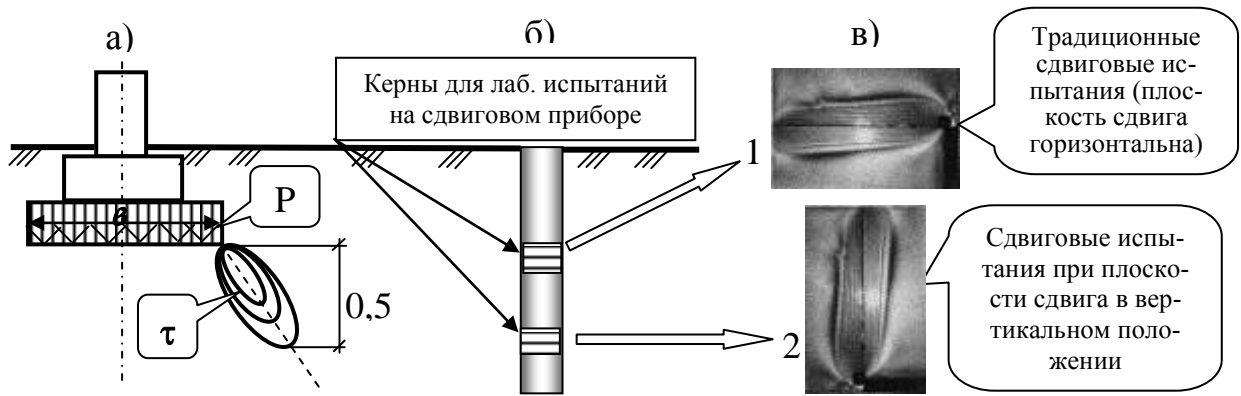 а)
б)
в)
Керны для лаб. испытаний
на сдвиговом приборе
Традиционные
сдвиговые ис-
пытания (плос-
кость сдвига
горизонтальна)
1
P
в
τ
0,5
2
Сдвиговые испы-
тания при плоско-
сти сдвига в вер-
тикальном поло-
жении